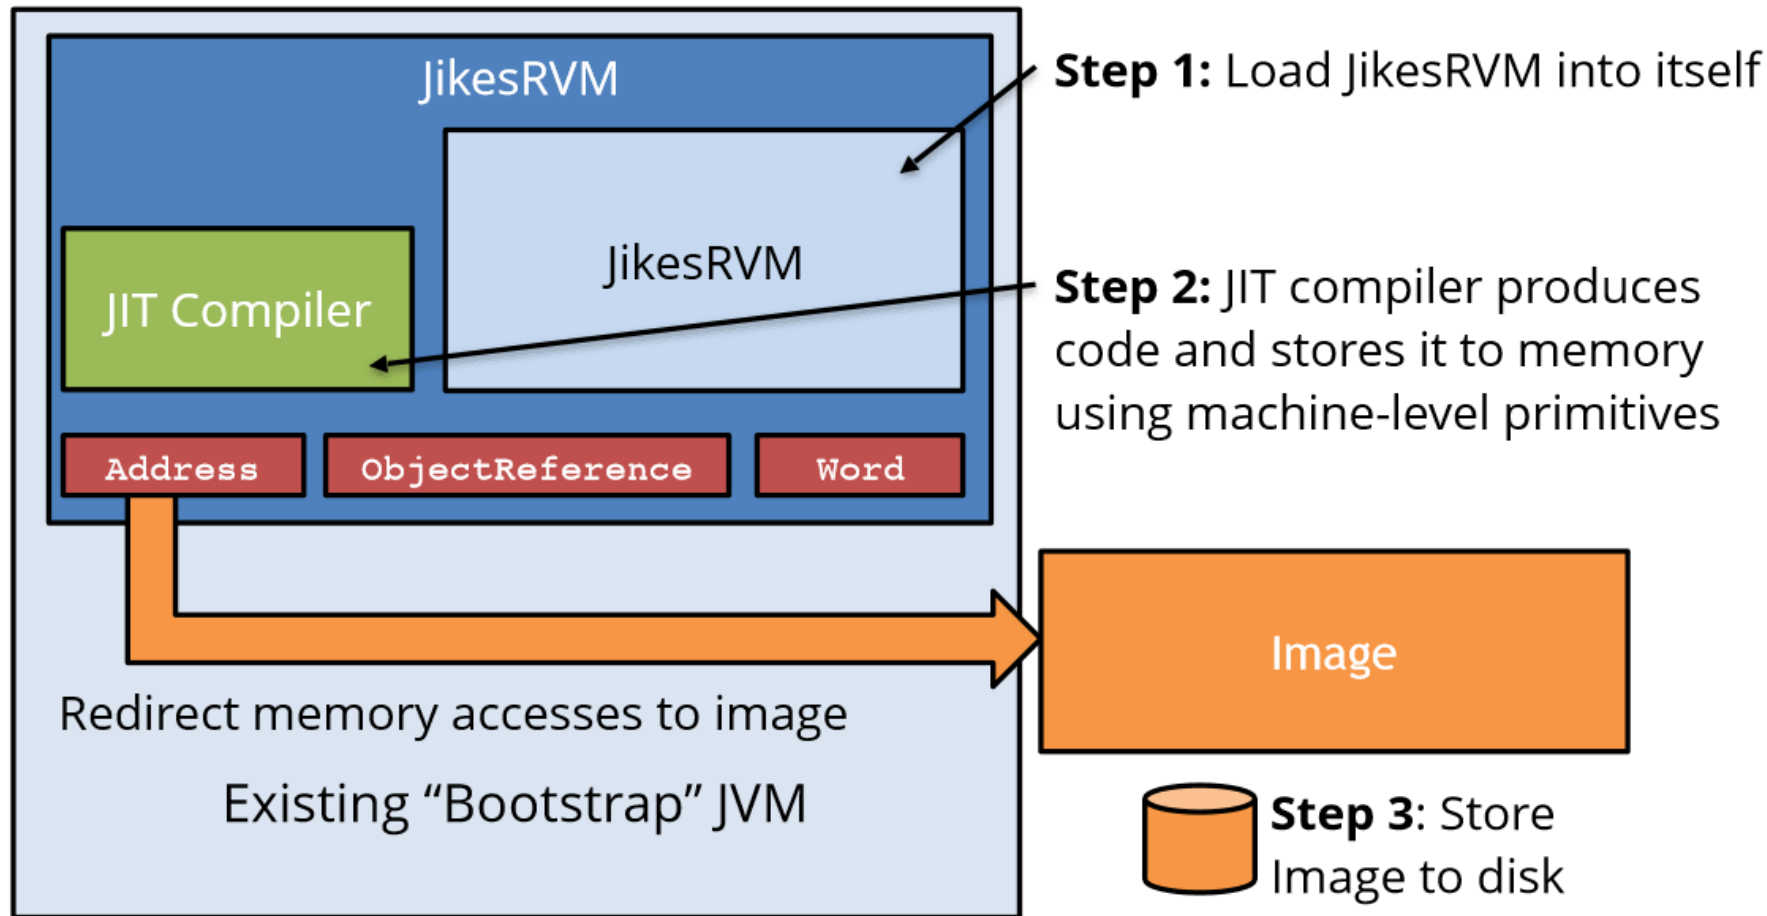 JikesRVM
Step 1: Load JikesRVM into itself
JikesRVM
JIT Compiler
Step 2: JIT compiler produces
code and stores it to memory
using machine-level primitives
Address
ObjectReference
Word
Image
Redirect memory accesses to image
Existing “Bootstrap” JVM
Step 3: Store
Image to disk